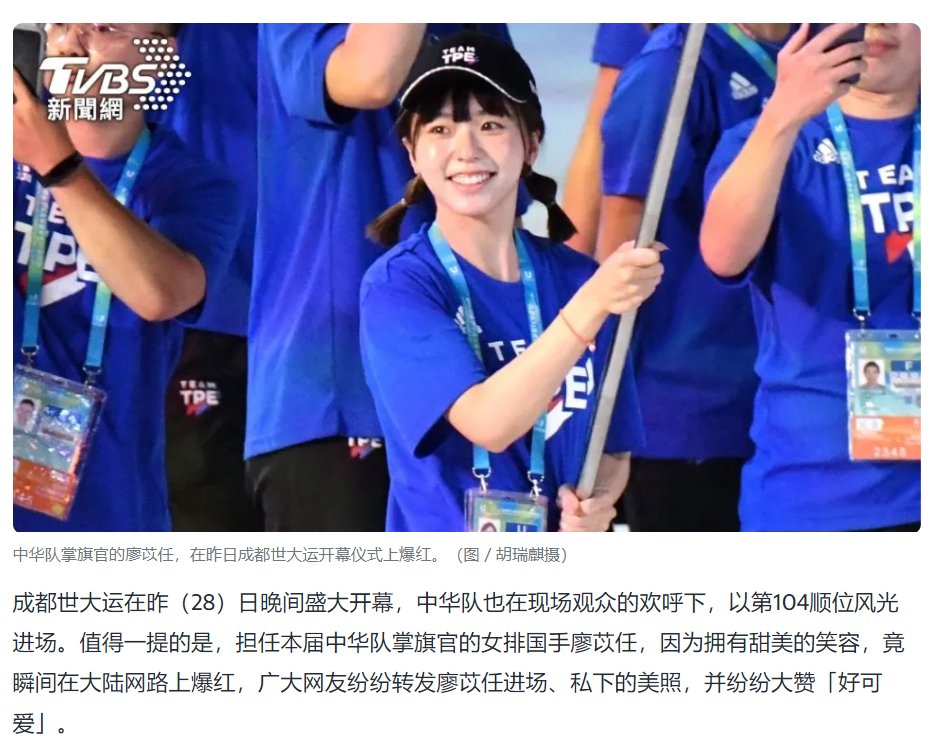 TVBS
新聞網
TEAM
TPE
TEAM
TPE
TEAM
TPE
TPE
2348
中华队掌旗官的廖苡任，在昨日成都世大运开幕仪式上爆红。（图 / 胡瑞麒摄）
成都世大运在昨（28）日晚间盛大开幕，中华队也在现场观众的欢呼下，以第104顺位风光
进场。值得一提的是，担任本届中华队掌旗官的女排国手廖苡任，因为拥有甜美的笑容，竟
瞬间在大陆网路上爆红，广大网友纷纷转发廖苡任进场、私下的美照，并纷纷大赞「好可
爱」。